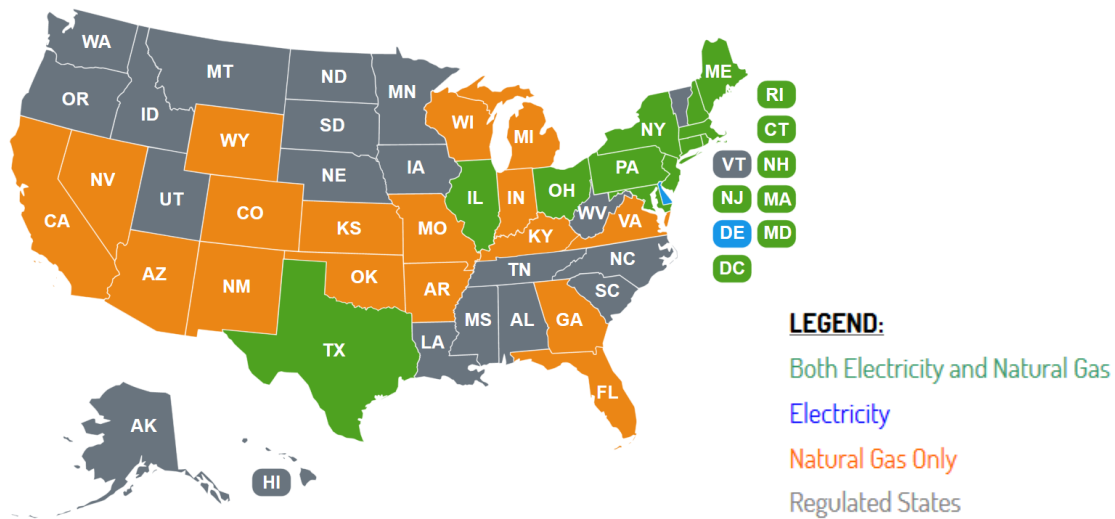 WA
MT
ND
MN
OR
ID
SD
WY
WI
MI
ME
RI
CT
NY
VT
NH
NV
UT
NE
IA
IL
IN
OH
PA
NJ
MA
CA
CO
KS
MO
KY
WV
VA
DE
MD
DC
AZ
NM
OK
AR
TN
NC
SC
TX
LA
MS
AL
GA
FL
AK
HI
LEGEND:
Both Electricity and Natural Gas
Electricity
Natural Gas Only
Regulated States